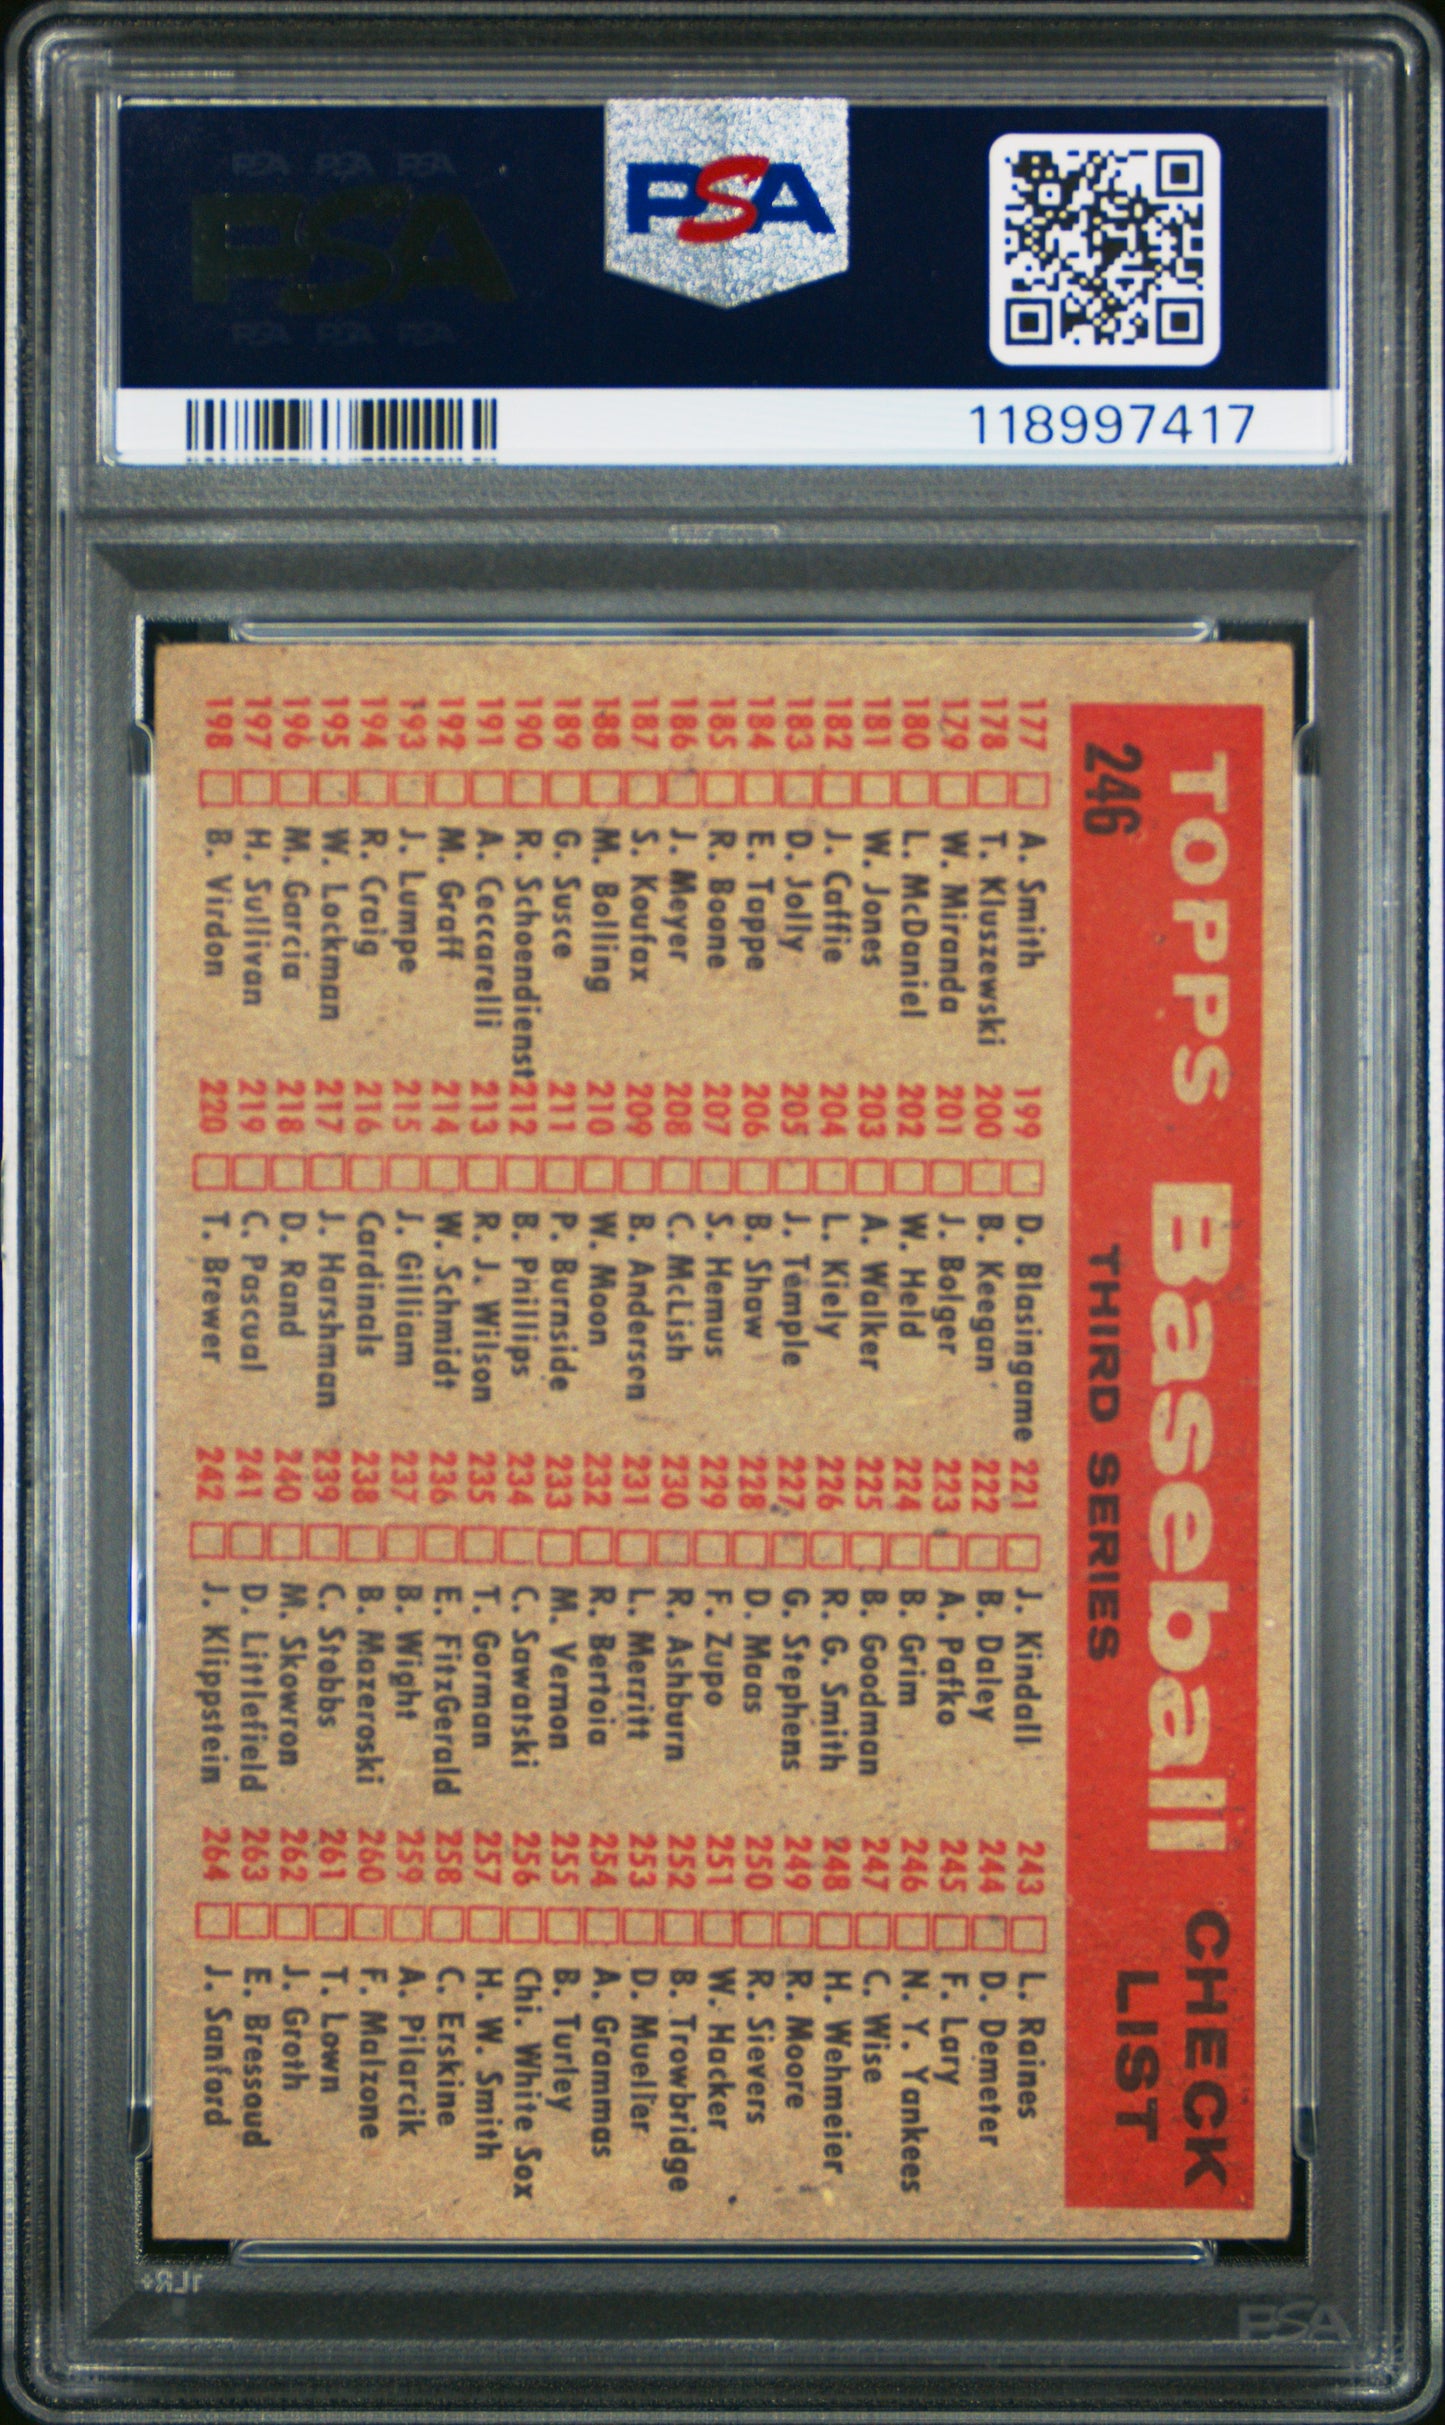 PSA PSA PSA
PSA
PSA PSA PSA
PSA
118997417
TOPPS Baseball CHECK LIST
246 THIRD SERIES
177 A. Smith
178 T. Kluszewski
179 W. Miranda
180 L. McDaniel
181 W. Jones
182 J. Caffie
183 D. Jolly
184 E. Tappe
185 R. Boone
186 J. Meyer
187 S. Koufax
188 M. Bolling
189 G. Susce
190 R. Schoendienst
191 A. Ceccarelli
192 M. Graff
193 J. Lumpe
194 R. Craig
195 W. Lockman
196 M. Garcia
197 H. Sullivan
198 B. Virdon
199 D. Blasingame
200 B. Keegan
201 J. Bolger
202 W. Held
203 A. Walker
204 L. Kiely
205 J. Temple
206 B. Shaw
207 S. Hemus
208 C. McLish
209 B. Anderson
210 W. Moon
211 P. Burnside
212 B. Phillips
213 R. J. Wilson
214 W. Schmidt
215 J. Gilliam
216 Cardinals
217 J. Harshman
218 D. Rand
219 C. Pascual
220 T. Brewer
221 J. Kindall
222 B. Daley
223 A. Pafko
224 B. Grim
225 B. Goodman
226 R. G. Smith
227 G. Stephens
228 D. Maas
229 F. Zupo
230 R. Ashburn
231 L. Merritt
232 R. Bertoia
233 M. Vernon
234 C. Sawatski
235 T. Gorman
236 E. FitzGerald
237 B. Wight
238 B. Mazeroski
239 C. Stobbs
240 M. Skowron
241 D. Littlefield
242 J. Klippstein
243 L. Raines
244 D. Demeter
245 F. Lary
246 N. Y. Yankees
247 C. Wise
248 H. Wehmeier
249 R. Moore
250 R. Sievers
251 W. Hacker
252 B. Trowbridge
253 D. Mueller
254 A. Grammas
255 B. Turley
256 Chi. White Sox
257 H. W. Smith
258 C. Erskine
259 A. Pilarcik
260 F. Malzone
261 T. Lown
262 J. Groth
263 E. Bressoud
264 J. Sanford
1LR+
PSA